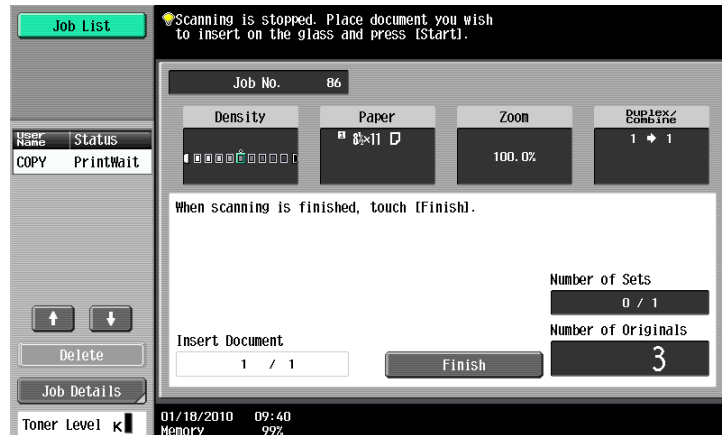 Job List
Scanning is stopped. Place document you wish
to insert on the glass and press [Start].
Job No. 86
Density
Paper
Zoom
Duplex/
Combine
1 8½×11
100.0%
1 → 1
User
Name
Status
COPY PrintWait
When scanning is finished, touch [Finish].
Number of Sets
0 / 1
Number of Originals
3
Insert Document
1 / 1
Finish
Delete
Job Details
Toner Level K
01/18/2010 09:40
Memory 99%